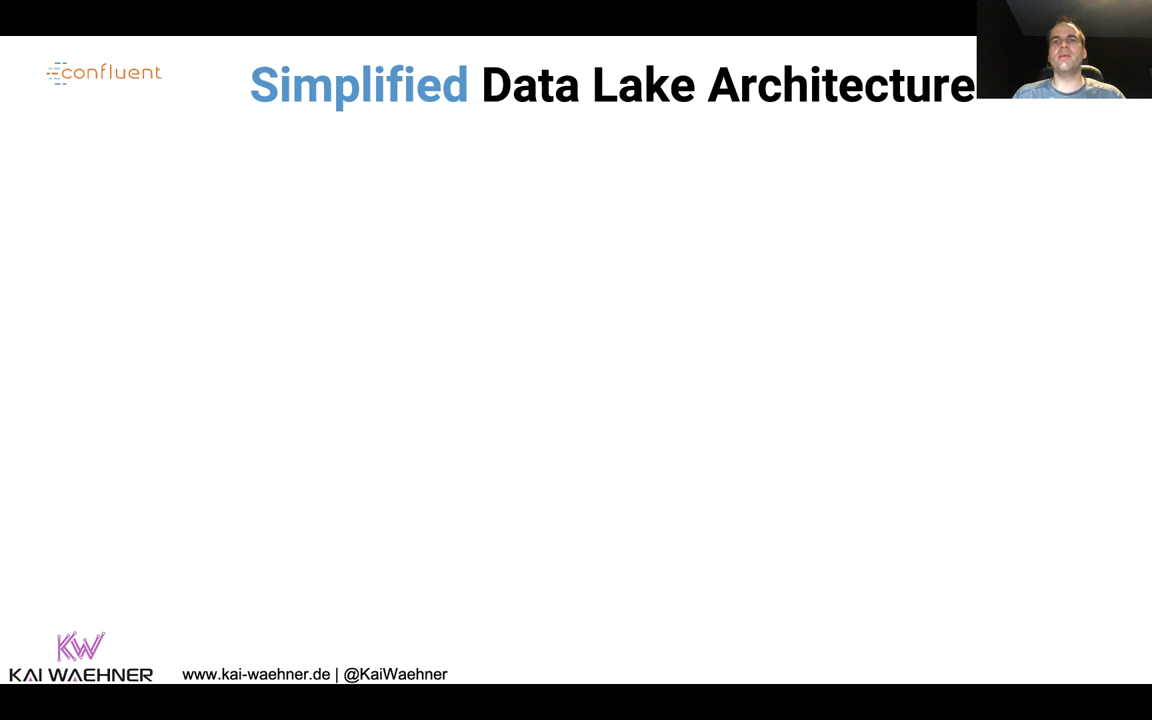 confluent
Simplified Data Lake Architecture
KW
KAI WAEHNER
www.kai-waehner.de | @KaiWaehner